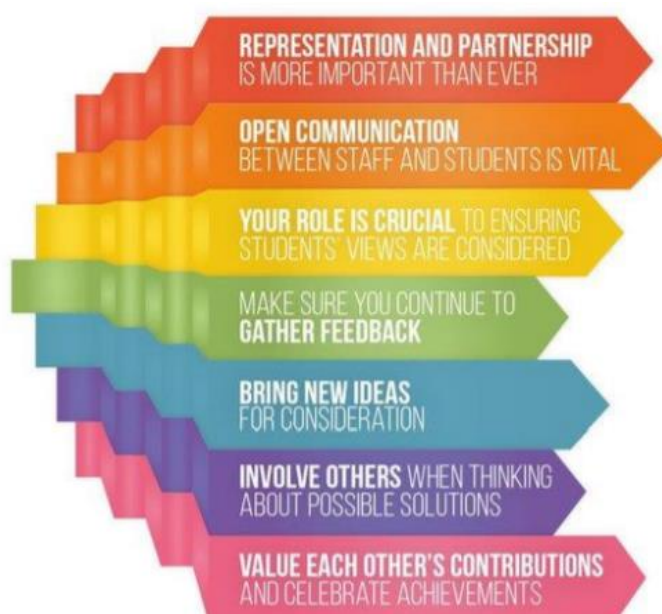 REPRESENTATION AND PARTNERSHIP
IS MORE IMPORTANT THAN EVER
OPEN COMMUNICATION
BETWEEN STAFF AND STUDENTS IS VITAL
YOUR ROLE IS CRUCIAL TO ENSURING
STUDENTS' VIEWS ARE CONSIDERED
MAKE SURE YOU CONTINUE TO
GATHER FEEDBACK
BRING NEW IDEAS
FOR CONSIDERATION
INVOLVE OTHERS WHEN THINKING
ABOUT POSSIBLE SOLUTIONS
VALUE EACH OTHER'S CONTRIBUTIONS
AND CELEBRATE ACHIEVEMENTS